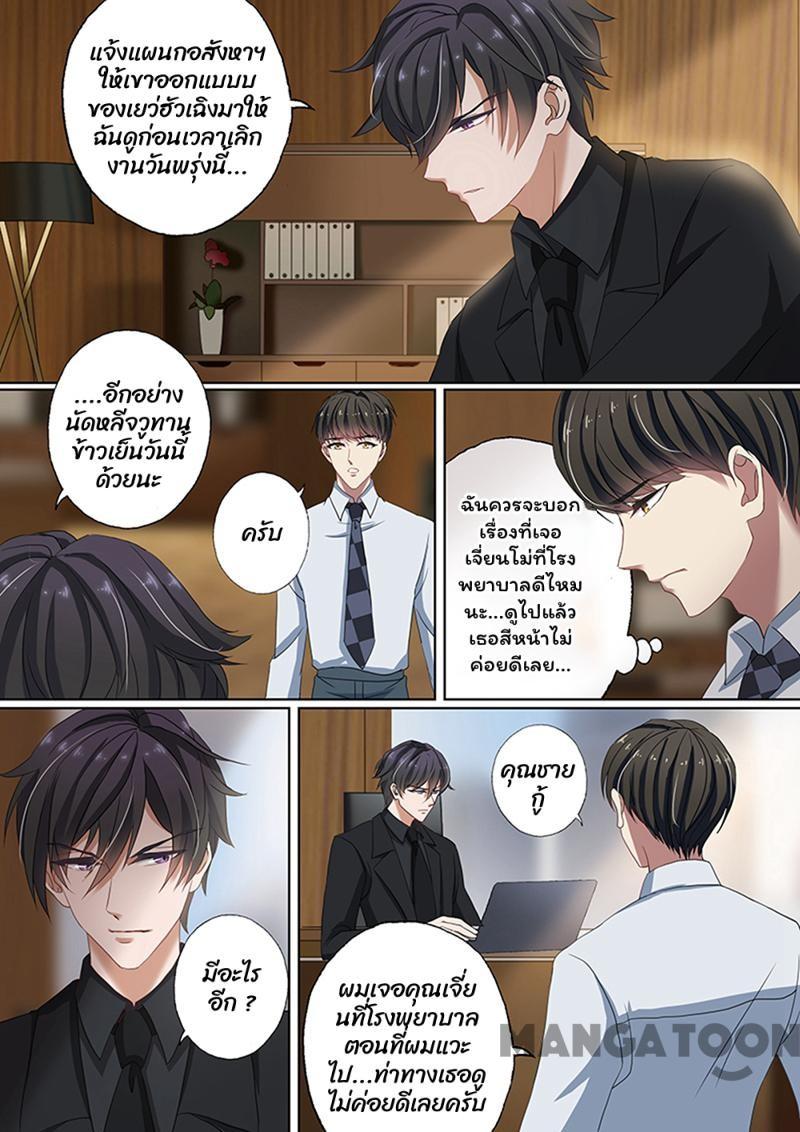 แจ้งแผนกอสังหาฯ
ให้เขาออกแบบบ
ของเยว่ฮัวเฉิงมาให้
ฉันดูก่อนเวลาเลิก
งานวันพรุ่งนี้...
....อีกอย่าง
นัดหลีจวูทาน
ข้าวเย็นวันนี้
ด้วยนะ
ครับ
ฉันควรจะบอก
เรื่องที่เจอ
เจี่ยนโม่ที่โรง
พยาบาลดีไหม
นะ...ดูไปแล้ว
เธอสีหน้าไม่
ค่อยดีเลย...
มีอะไร
อีก ?
คุณชาย
กู้
ผมเจอคุณเจี่ย
นที่โรงพยาบาล
ตอนที่ผมแวะ
ไป...ท่าทางเธอดู
ไม่ค่อยดีเลยครับ
MANGATOON